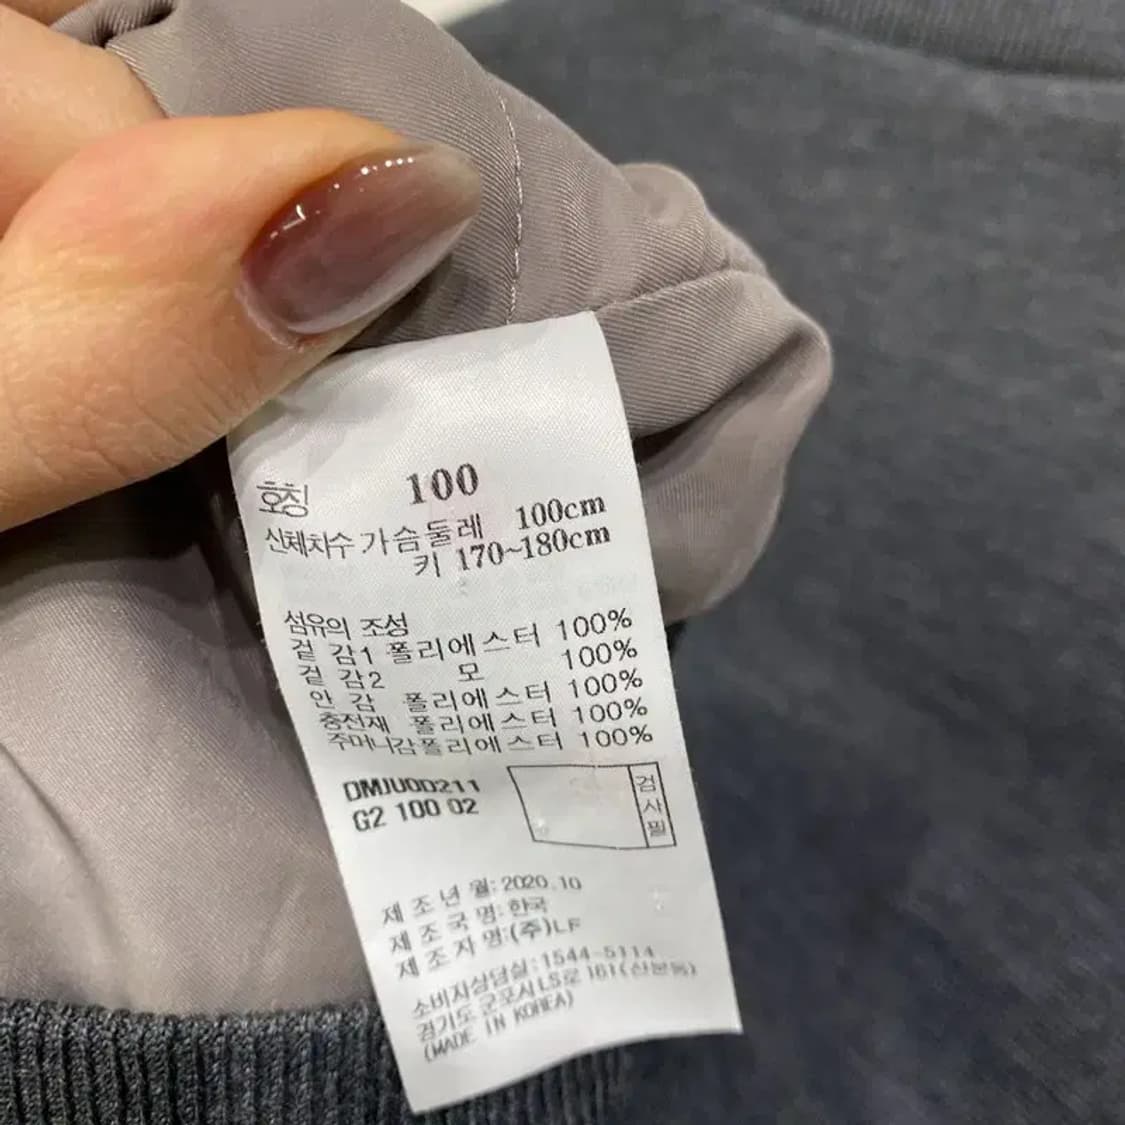 호칭 100
신체치수 가슴둘레 100cm
키 170~180cm
섬유의 조성
겉 감1 폴리에스터 100%
겉 감2 모 100%
안 감 폴리에스터 100%
충전재 폴리에스터 100%
주머니감 폴리에스터 100%
DMJU0D211
G2 100 02
검사필
제 조 년 월: 2020.10
제 조 국 명: 한국
제 조 자 명: (주)LF
소비자상담실: 1544-5114
경기도 군포시 LS로 161(산본동)
(MADE IN KOREA)